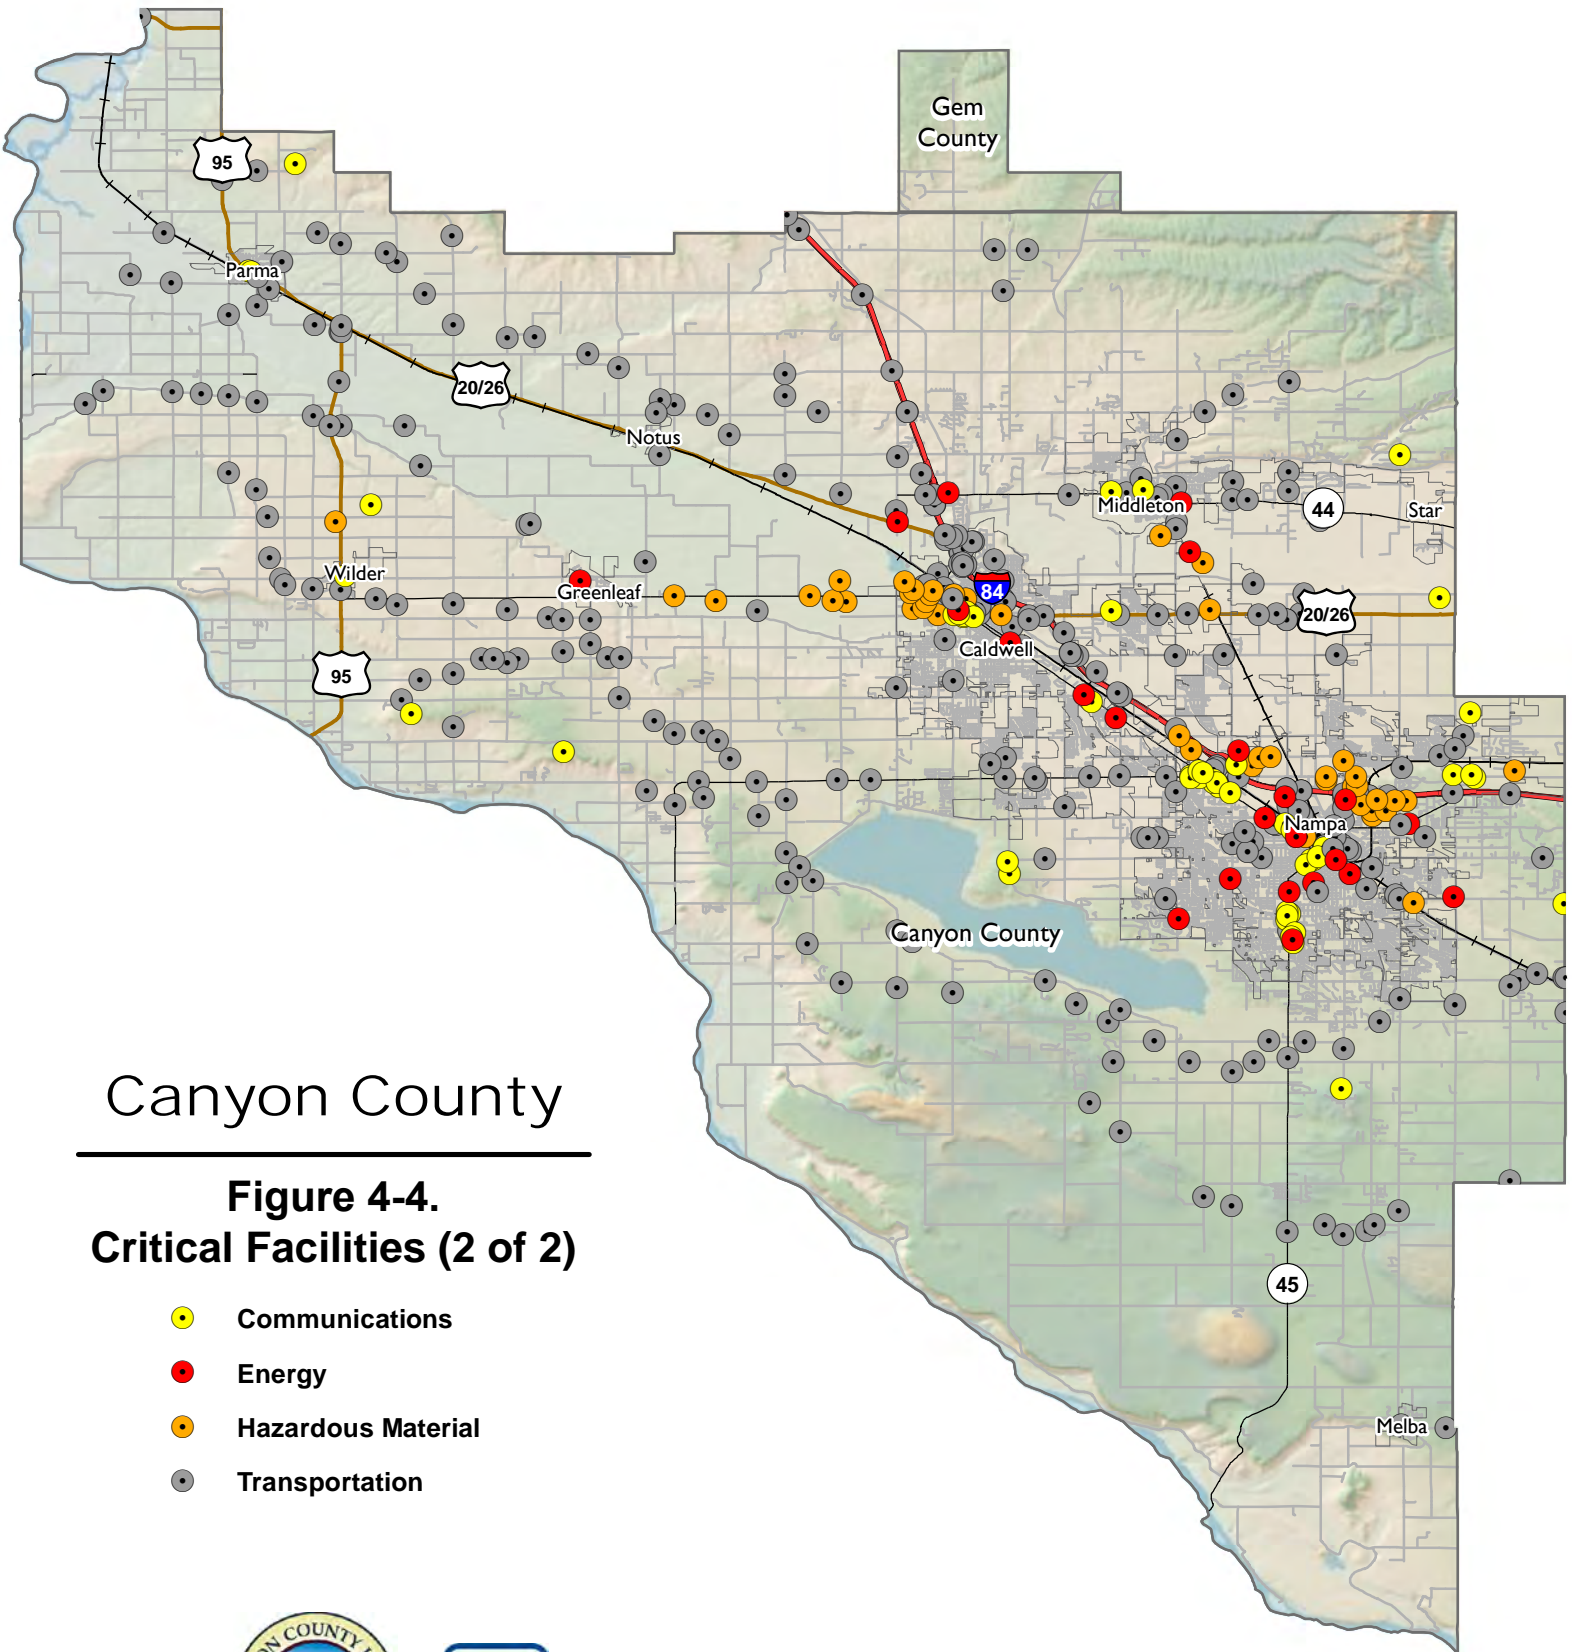 Gem
County
95
Parma
20/26
Notus
Middleton
44
Star
Wilder
Greenleaf
84
20/26
Caldwell
95
Nampa
Canyon County
Canyon County
Figure 4-4.
Critical Facilities (2 of 2)
45
Communications
Energy
Hazardous Material
Melba
Transportation
COUNTY